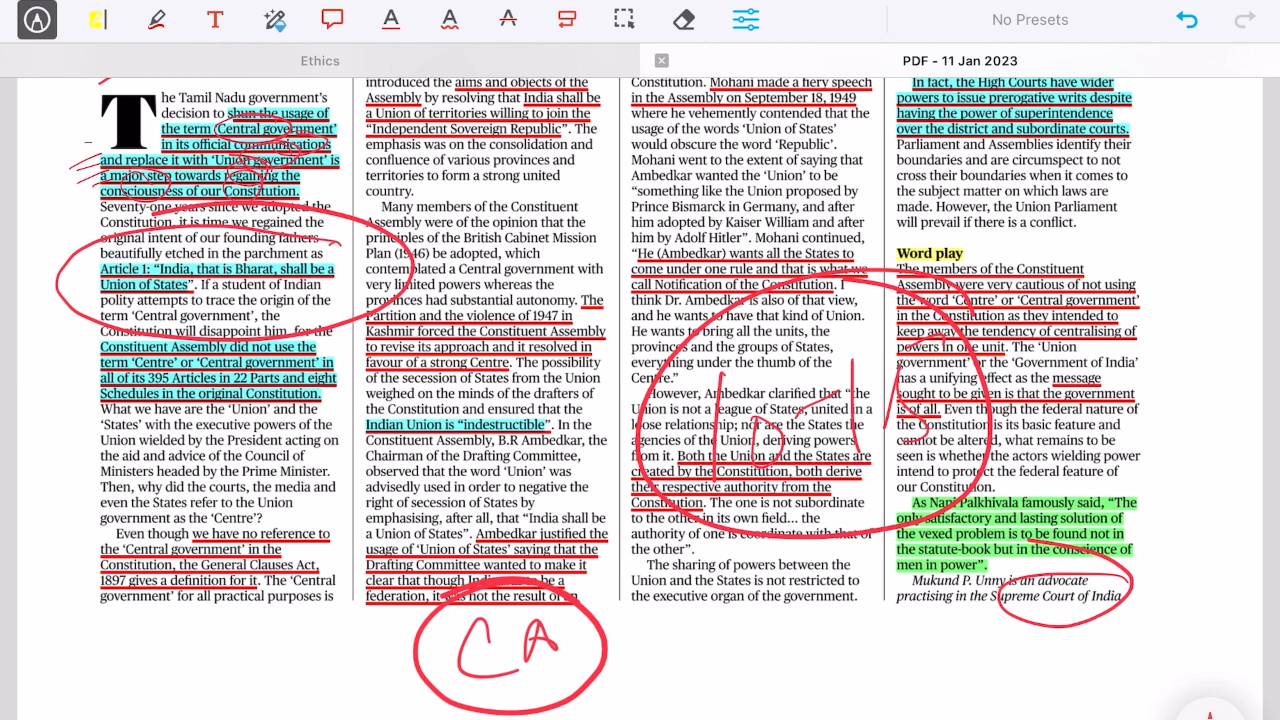 No Presets
Ethics
PDF - 11 Jan 2023
The Tamil Nadu government's
decision to shun the usage of
the term 'Central government'
in its official communications
and replace it with 'Union government' is
a major step towards regaining the
consciousness of our Constitution.
Seventy-one years since we adopted the
Constitution, it is time we regained the
original intent of our founding fathers
beautifully etched in the parchment as
Article 1: “India, that is Bharat, shall be a
Union of States”. If a student of Indian
polity attempts to trace the origin of the
term 'Central government', the
Constitution will disappoint him, for the
Constituent Assembly did not use the
term 'Centre' or 'Central government' in
all of its 395 Articles in 22 Parts and eight
Schedules in the original Constitution.
What we have are the 'Union' and the
'States' with the executive powers of the
Union wielded by the President acting on
the aid and advice of the Council of
Ministers headed by the Prime Minister.
Then, why did the courts, the media and
even the States refer to the Union
government as the 'Centre'?
Even though we have no reference to
the 'Central government' in the
Constitution, the General Clauses Act,
1897 gives a definition for it. The 'Central
government' for all practical purposes is
introduced the aims and objects of the
Assembly by resolving that India shall be
a Union of territories willing to join the
“Independent Sovereign Republic”. The
emphasis was on the consolidation and
confluence of various provinces and
territories to form a strong united
country.
Many members of the Constituent
Assembly were of the opinion that the
principles of the British Cabinet Mission
Plan (1946) be adopted, which
contemplated a Central government with
very limited powers whereas the
provinces had substantial autonomy. The
Partition and the violence of 1947 in
Kashmir forced the Constituent Assembly
to revise its approach and it resolved in
favour of a strong Centre. The possibility
of the secession of States from the Union
weighed on the minds of the drafters of
the Constitution and ensured that the
Indian Union is “indestructible”. In the
Constituent Assembly, B.R Ambedkar, the
Chairman of the Drafting Committee,
observed that the word 'Union' was
advisedly used in order to negative the
right of secession of States by
emphasising, after all, that “India shall be
a Union of States”. Ambedkar justified the
usage of 'Union of States' saying that the
Drafting Committee wanted to make it
clear that though India was to be a
federation, it was not the result of an
CA
Constitution. Mohani made a fiery speech
in the Assembly on September 18, 1949
where he vehemently contended that the
usage of the words 'Union of States'
would obscure the word 'Republic'.
Mohani went to the extent of saying that
Ambedkar wanted the 'Union' to be
“something like the Union proposed by
Prince Bismarck in Germany, and after
him adopted by Kaiser William and after
him by Adolf Hitler”. Mohani continued,
“He (Ambedkar) wants all the States to
come under one rule and that is what we
call Notification of the Constitution. I
think Dr. Ambedkar is also of that view,
and he wants to have that kind of Union.
He wants to bring all the units, the
provinces and the groups of States,
everything under the thumb of the
Centre.”
However, Ambedkar clarified that “the
Union is not a league of States, united in a
loose relationship; nor are the States the
agencies of the Union, deriving powers
from it. Both the Union and the States are
created by the Constitution, both derive
their respective authority from the
Constitution. The one is not subordinate
to the other in its own field... the
authority of one is coordinate with that of
the other”.
The sharing of powers between the
Union and the States is not restricted to
the executive organ of the government.
In fact, the High Courts have wider
powers to issue prerogative writs despite
having the power of superintendence
over the district and subordinate courts.
Parliament and Assemblies identify their
boundaries and are circumspect to not
cross their boundaries when it comes to
the subject matter on which laws are
made. However, the Union Parliament
will prevail if there is a conflict.
Word play
The members of the Constituent
Assembly were very cautious of not using
the word 'Centre' or 'Central government'
in the Constitution as they intended to
keep away the tendency of centralising of
powers in one unit. The 'Union
government' or the 'Government of India'
has a unifying effect as the message
sought to be given is that the government
is of all. Even though the federal nature of
the Constitution is its basic feature and
cannot be altered, what remains to be
seen is whether the actors wielding power
intend to protect the federal feature of
our Constitution.
As Nani Palkhivala famously said, “The
only satisfactory and lasting solution of
the vexed problem is to be found not in
the statute-book but in the conscience of
men in power”.
Mukund P. Unny is an advocate
practising in the Supreme Court of India